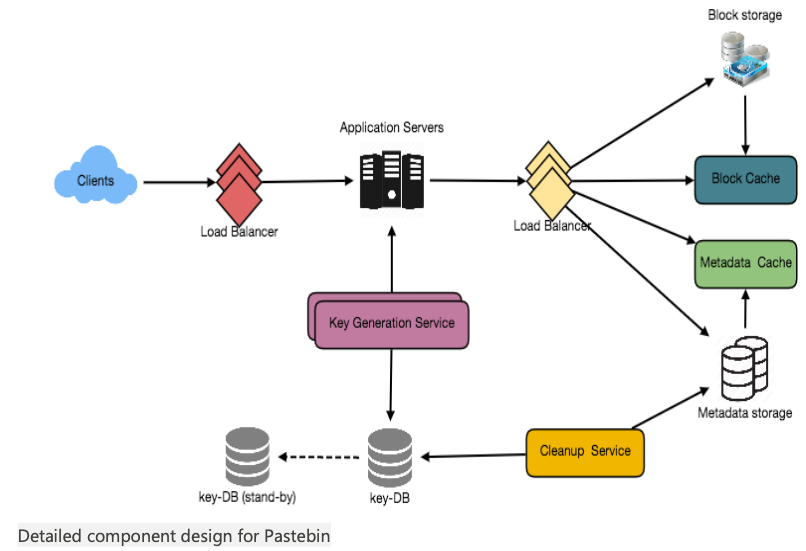 Block storage
Application Servers
Clients
Block Cache
Load Balancer
Load Balancer
Metadata Cache
Key Generation Service
Metadata storage
Cleanup Service
key-DB (stand-by)
key-DB
Detailed component design for Pastebin